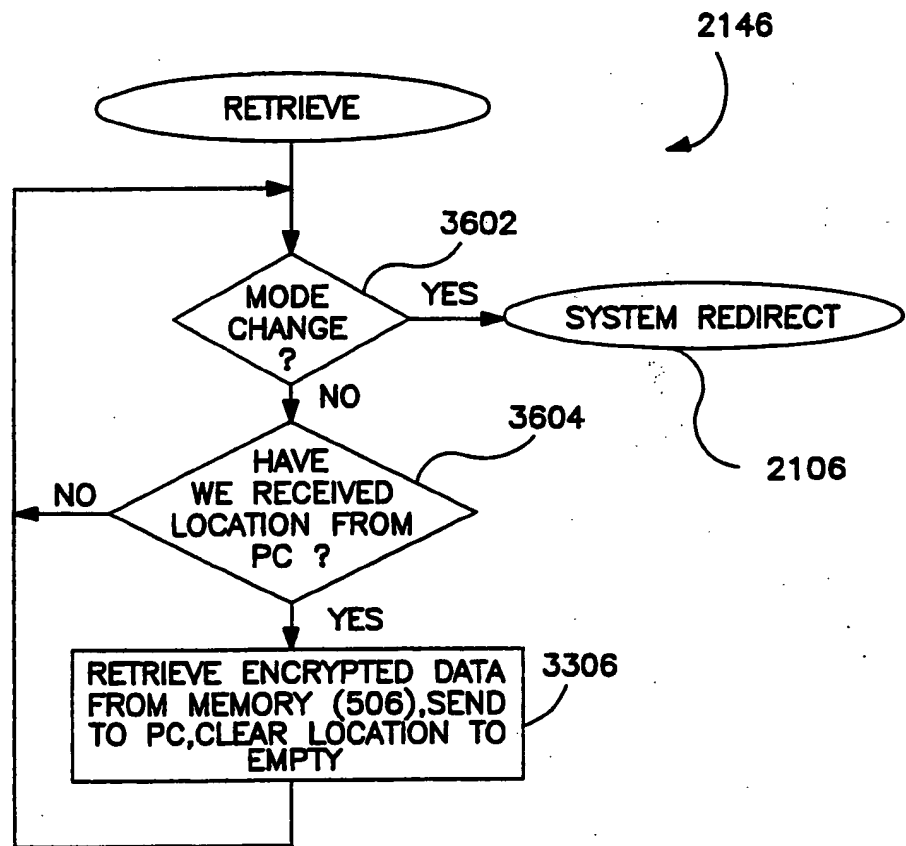 2146
RETRIEVE
3602
MODE
CHANGE
?
YES
SYSTEM REDIRECT
NO
2106
3604
HAVE
WE RECEIVED
LOCATION FROM
PC ?
NO
YES
3306
RETRIEVE ENCRYPTED DATA
FROM MEMORY (506),SEND
TO PC,CLEAR LOCATION TO
EMPTY